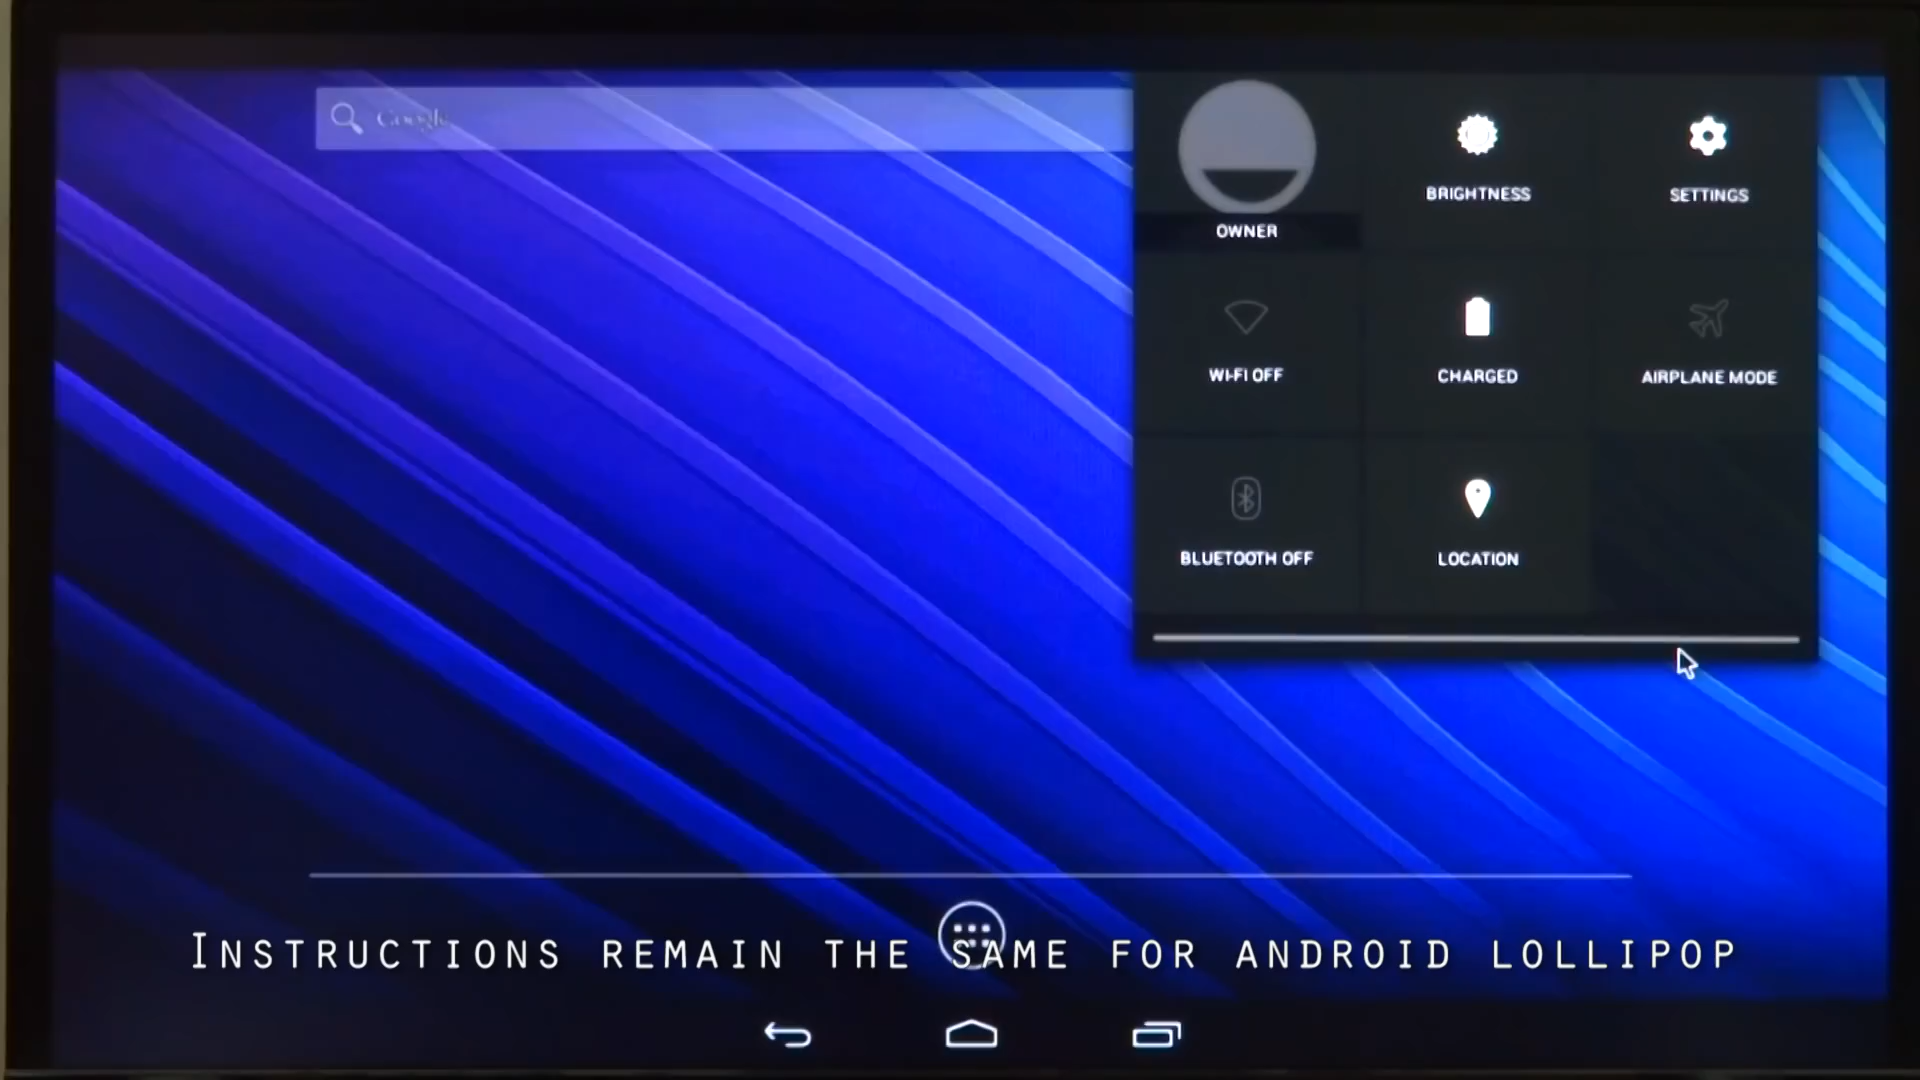 Google
BRIGHTNESS
SETTINGS
OWNER
WI-FI OFF
CHARGED
AIRPLANE MODE
BLUETOOTH OFF
LOCATION
INSTRUCTIONS REMAIN THE SAME FOR ANDROID LOLLIPOP